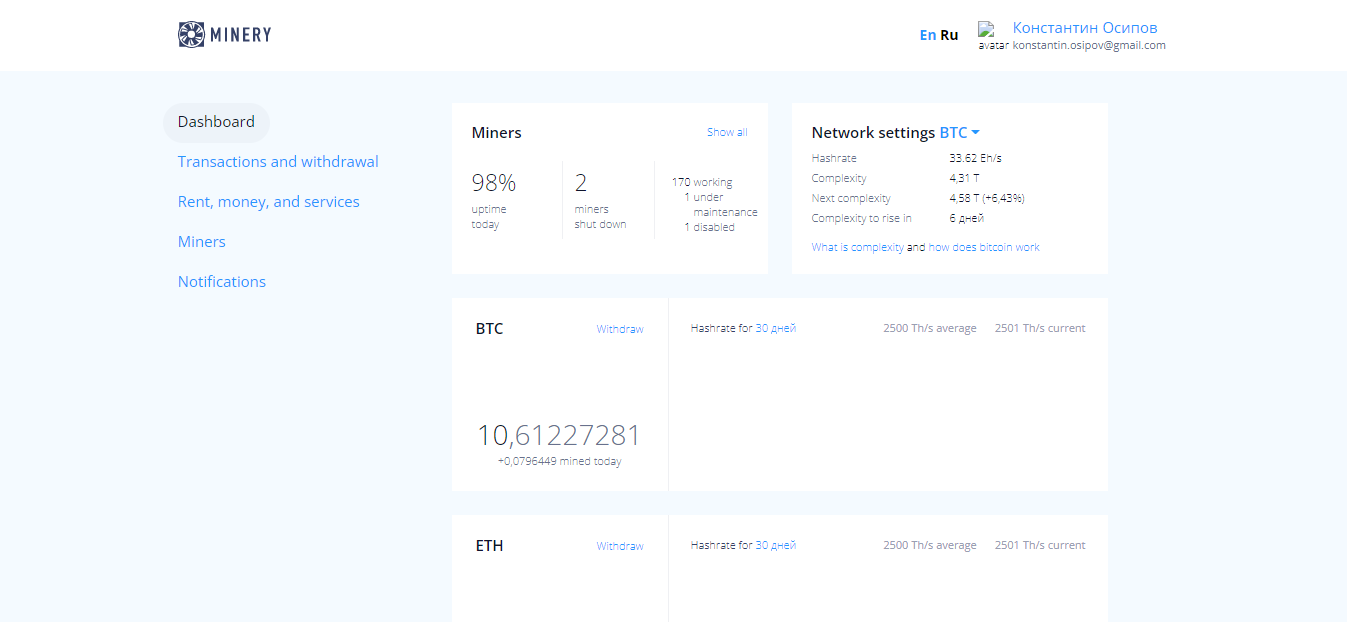 MINERY
En Ru
avatar
Константин Осипов
konstantin.osipov@gmail.com
Dashboard
Transactions and withdrawal
Rent, money, and services
Miners
Notifications
Miners
Show all
98%
uptime
today
2
miners
shut down
170 working
1 under
maintenance
1 disabled
Network settings BTC
Hashrate 33.62 Eh/s
Complexity 4,31 T
Next complexity 4,58 T (+6,43%)
Complexity to rise in 6 дней
What is complexity and how does bitcoin work
BTC
Withdraw
10,61227281
+0,0796449 mined today
Hashrate for 30 дней
2500 Th/s average
2501 Th/s current
ETH
Withdraw
Hashrate for 30 дней
2500 Th/s average
2501 Th/s current